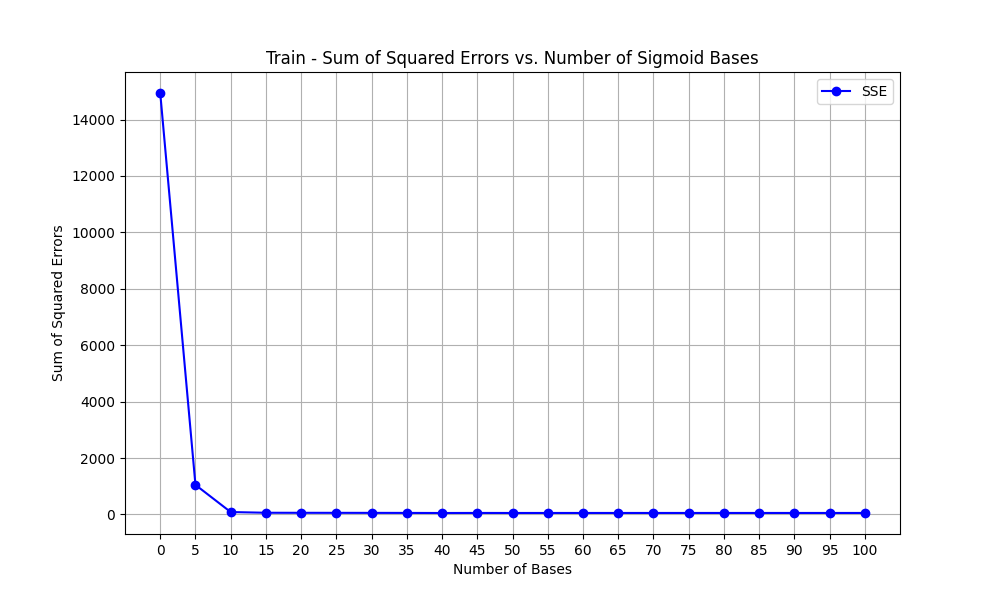 Train - Sum of Squared Errors vs. Number of Sigmoid Bases
SSE
14000
12000
10000
8000
6000
4000
2000
0
Sum of Squared Errors
0 5 10 15 20 25 30 35 40 45 50 55 60 65 70 75 80 85 90 95 100
Number of Bases